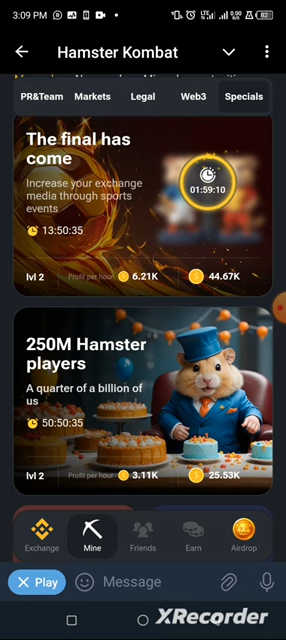 3:09 PM
82
Hamster Kombat
PR&Team Markets Legal Web3 Specials
The final has
come
Increase your exchange
media through sports
events
01:59:10
13:50:35
lvl 2 Profit per hour 6.21K 44.67K
250M Hamster
players
A quarter of a billion of
us
50:50:35
lvl 2 Profit per hour 3.11K 25.53K
Exchange Mine Friends Earn Airdrop
Play Message
XRecorder